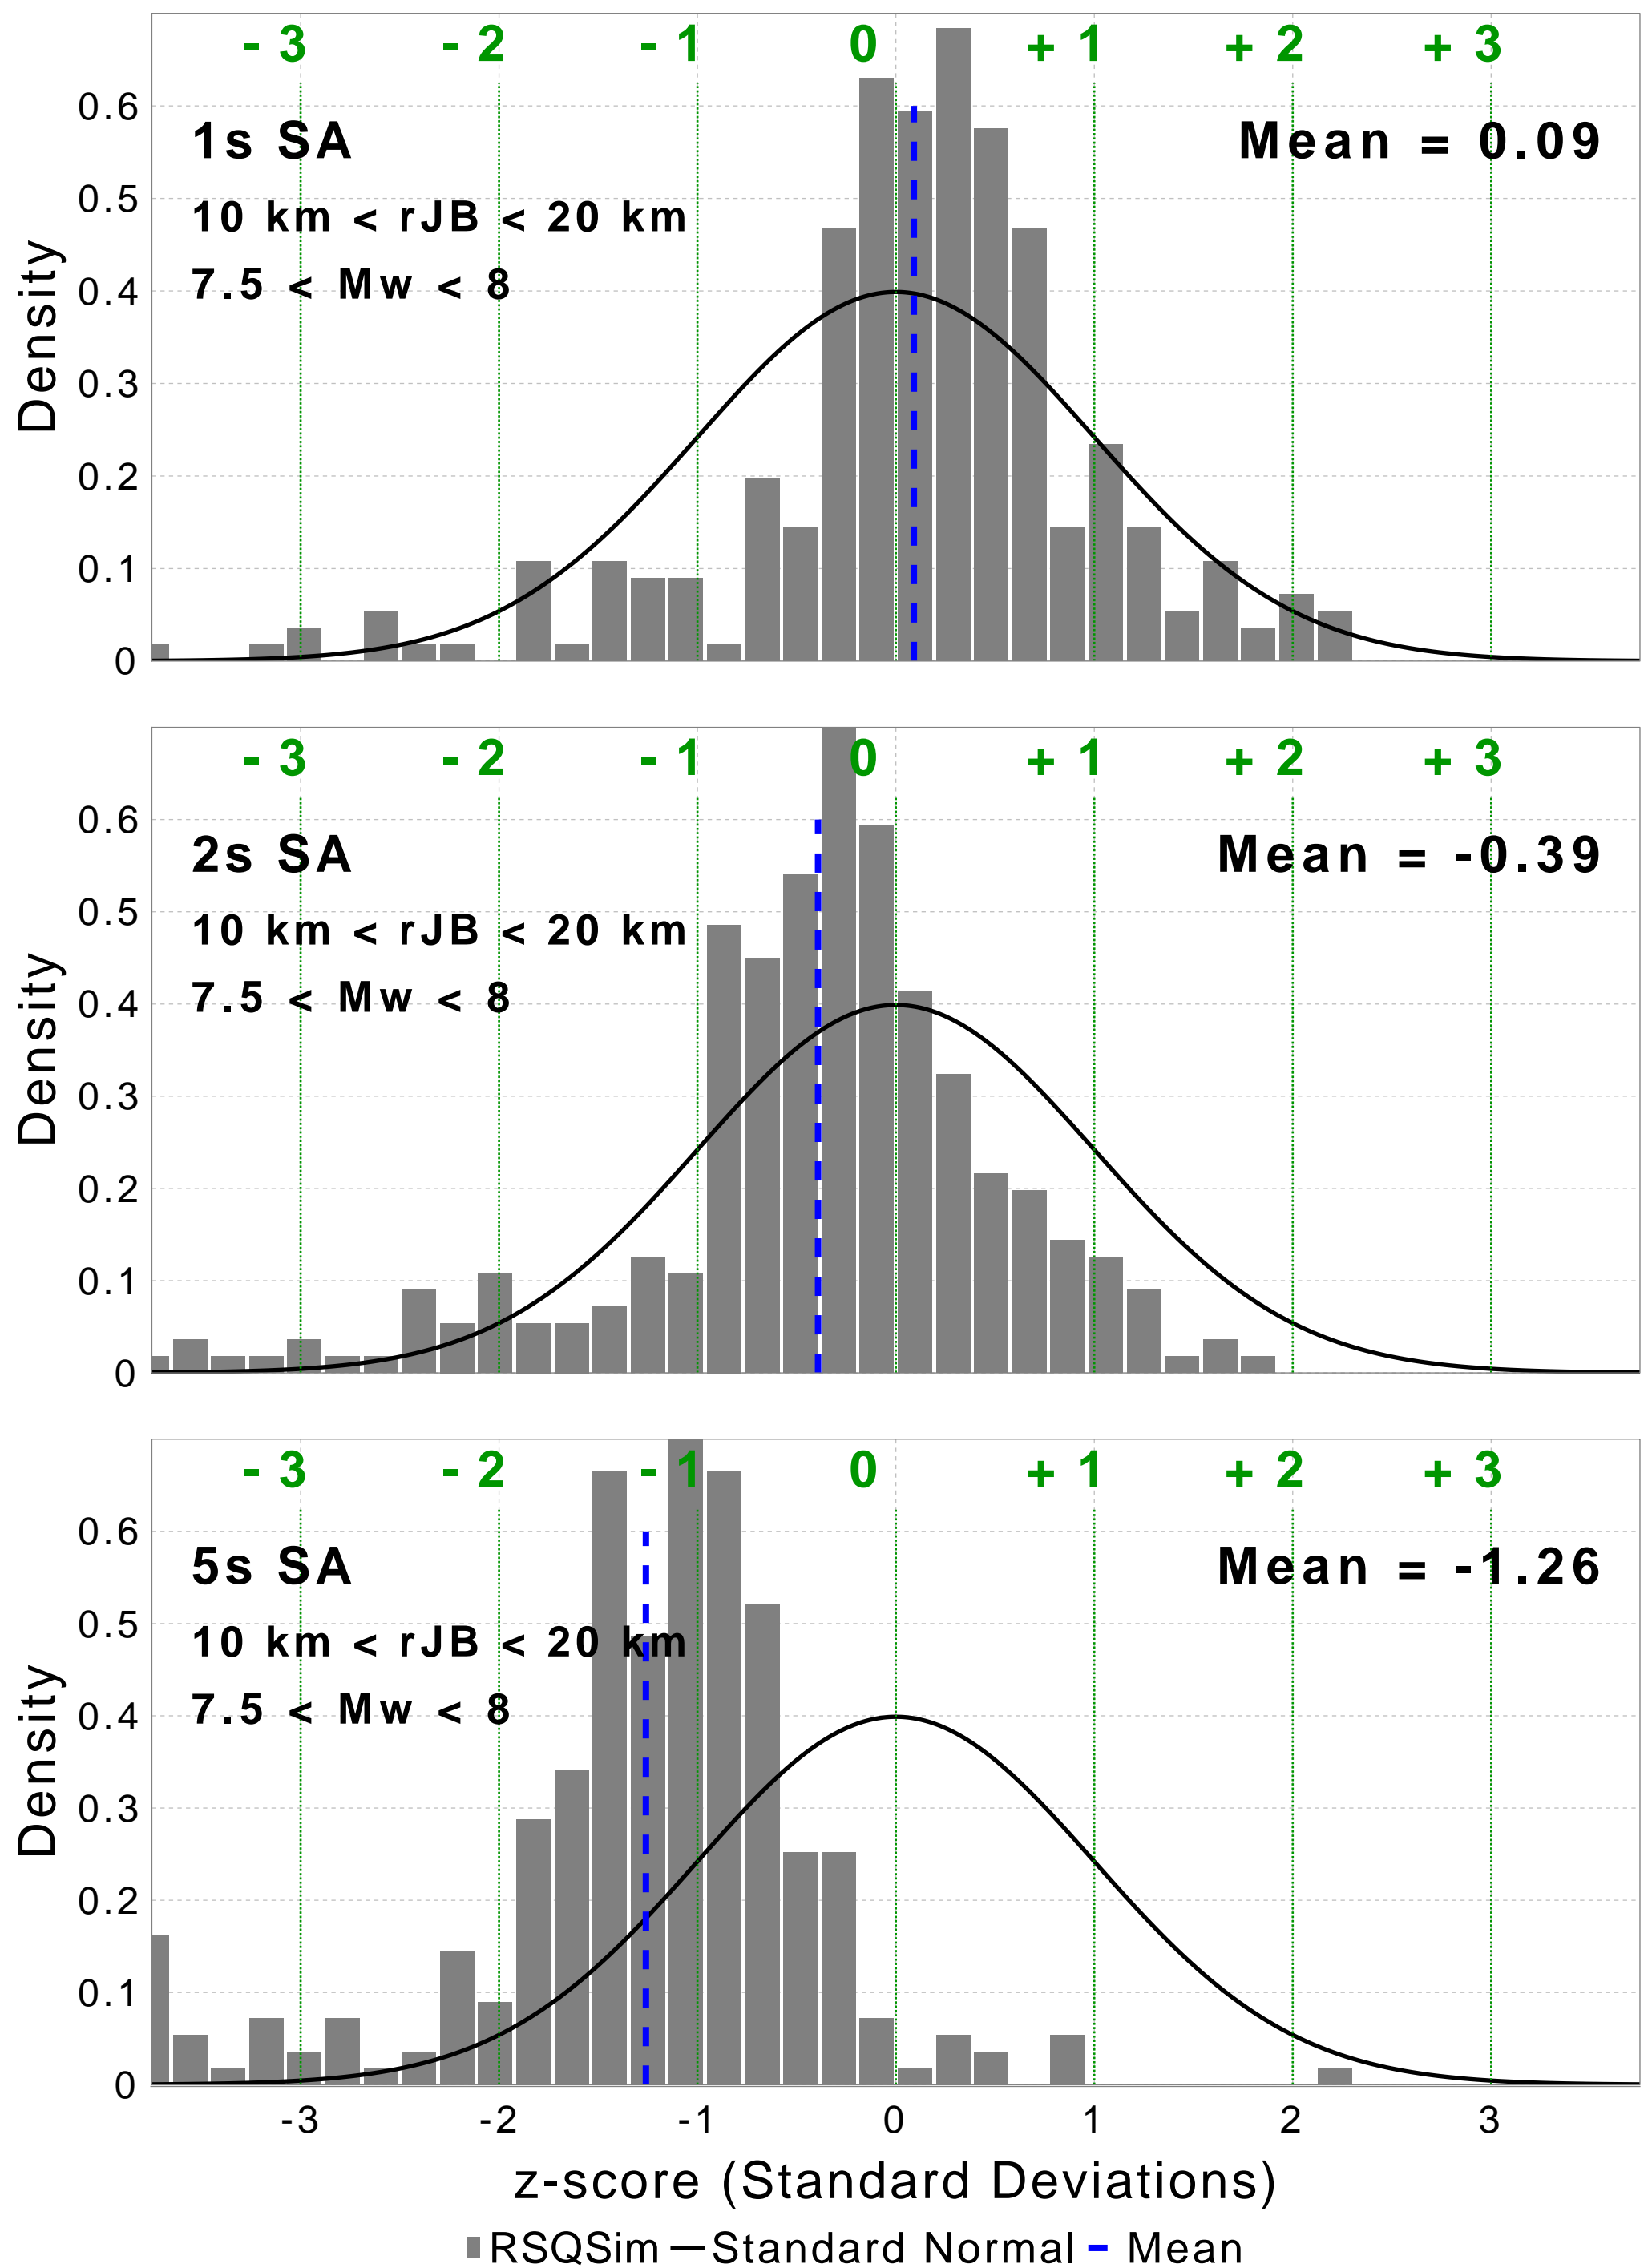 - 3 - 2 - 1 0 + 1 + 2 + 3
0.6
1s SA Mean = 0.09
0.5
10 km < rJB < 20 km
7.5 < Mw < 8
0.4
Density
0.3
0.2
0.1
0
- 3 - 2 - 1 0 + 1 + 2 + 3
0.6
2s SA Mean = -0.39
0.5
10 km < rJB < 20 km
7.5 < Mw < 8
0.4
Density
0.3
0.2
0.1
0
- 3 - 2 - 1 0 + 1 + 2 + 3
0.6
5s SA Mean = -1.26
0.5
10 km < rJB < 20 km
7.5 < Mw < 8
0.4
Density
0.3
0.2
0.1
0
-3 -2 -1 0 1 2 3
z-score (Standard Deviations)
RSQSim Standard Normal Mean